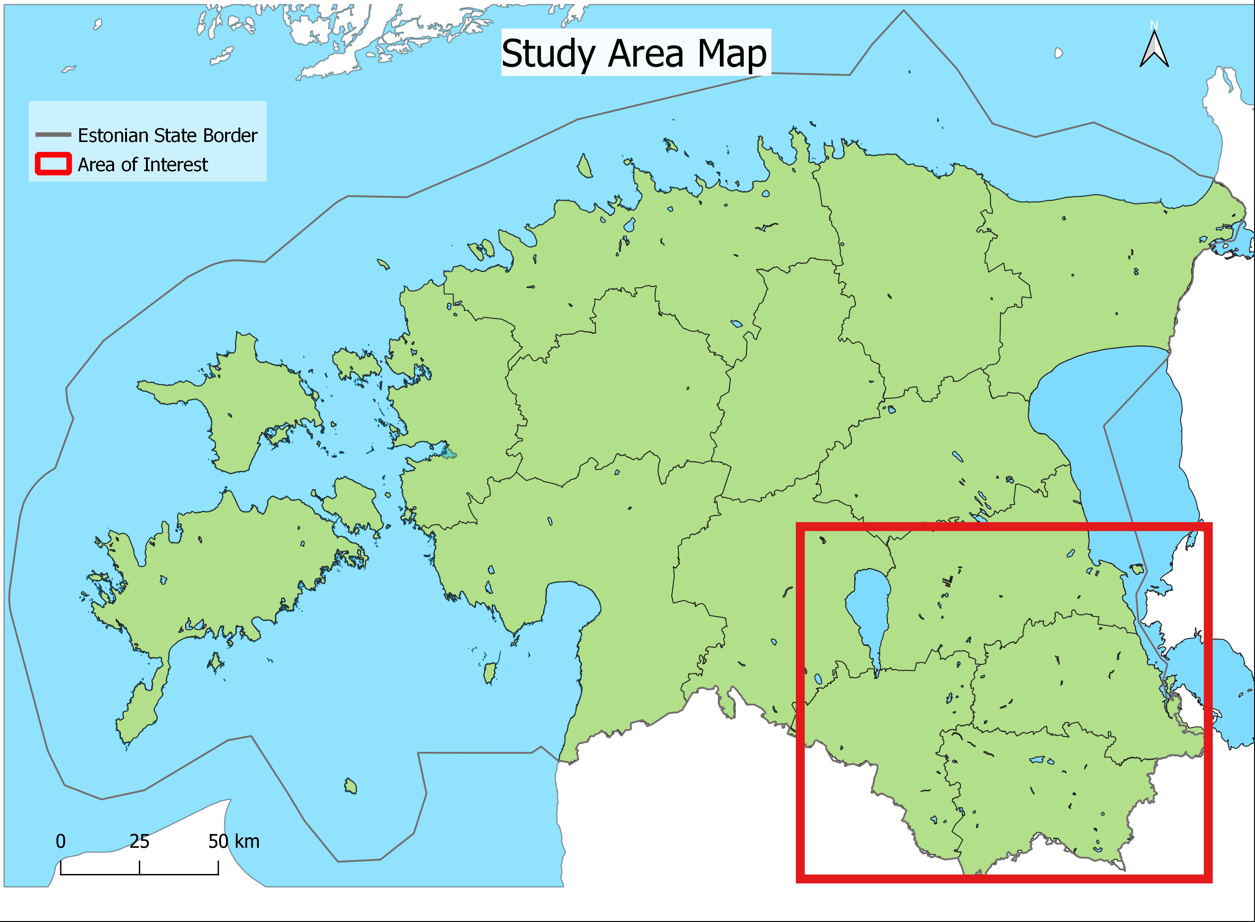 Study Area Map
N
Estonian State Border
Area of Interest
0 25 50 km